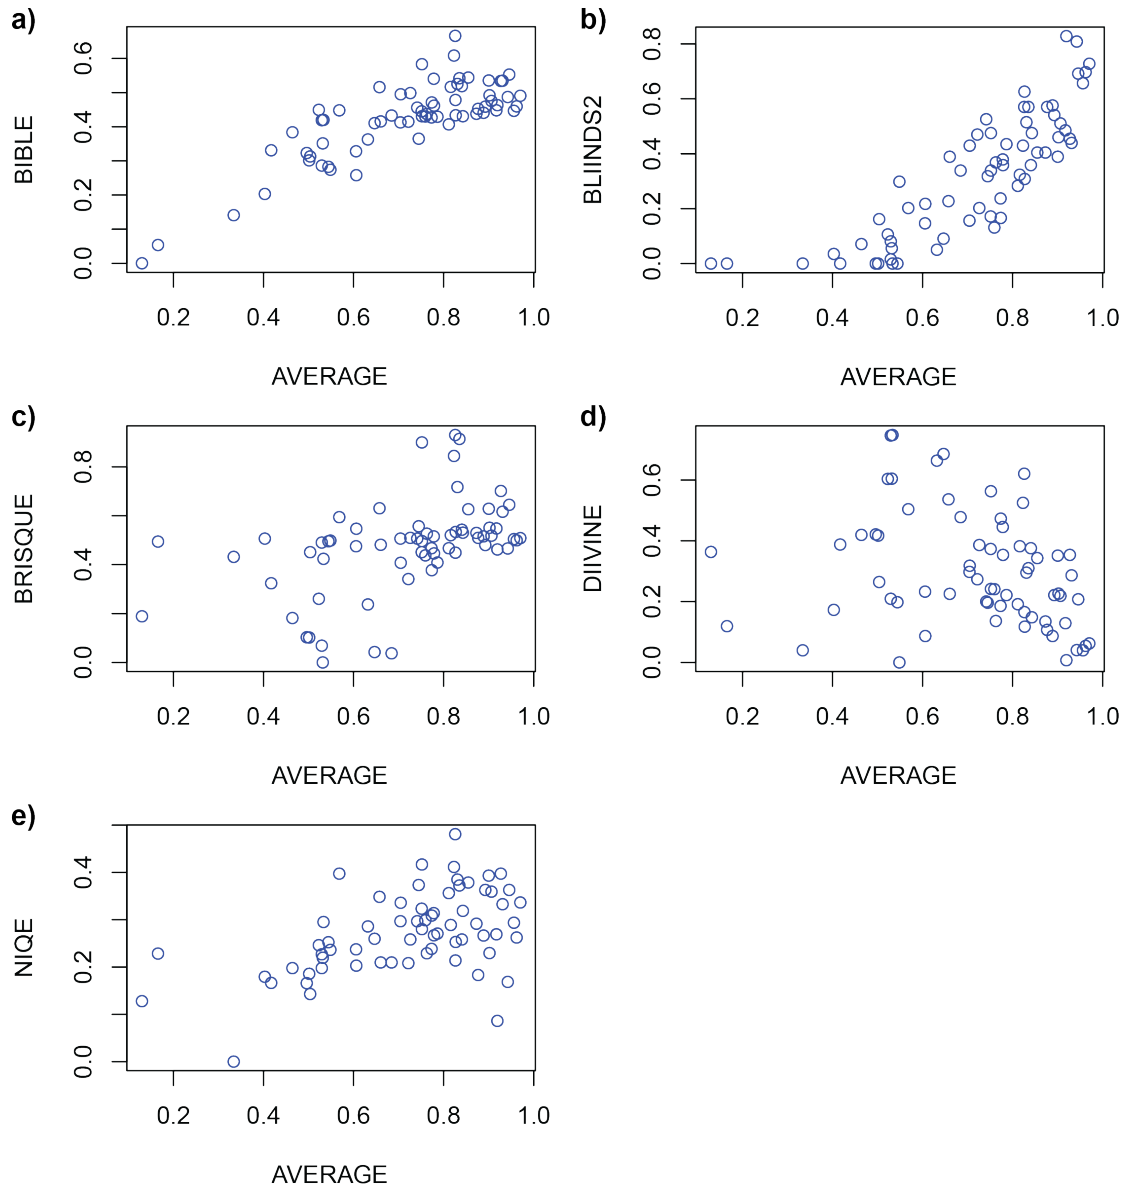 a)
BIBLE
0.0 0.2 0.4 0.6
0.2 0.4 0.6 0.8 1.0
AVERAGE
b)
BLIINDS2
0.0 0.2 0.4 0.6 0.8
0.2 0.4 0.6 0.8 1.0
AVERAGE
c)
BRISQUE
0.0 0.4 0.8
0.2 0.4 0.6 0.8 1.0
AVERAGE
d)
DIIVINE
0.0 0.2 0.4 0.6
0.2 0.4 0.6 0.8 1.0
AVERAGE
e)
NIQE
0.0 0.2 0.4
0.2 0.4 0.6 0.8 1.0
AVERAGE